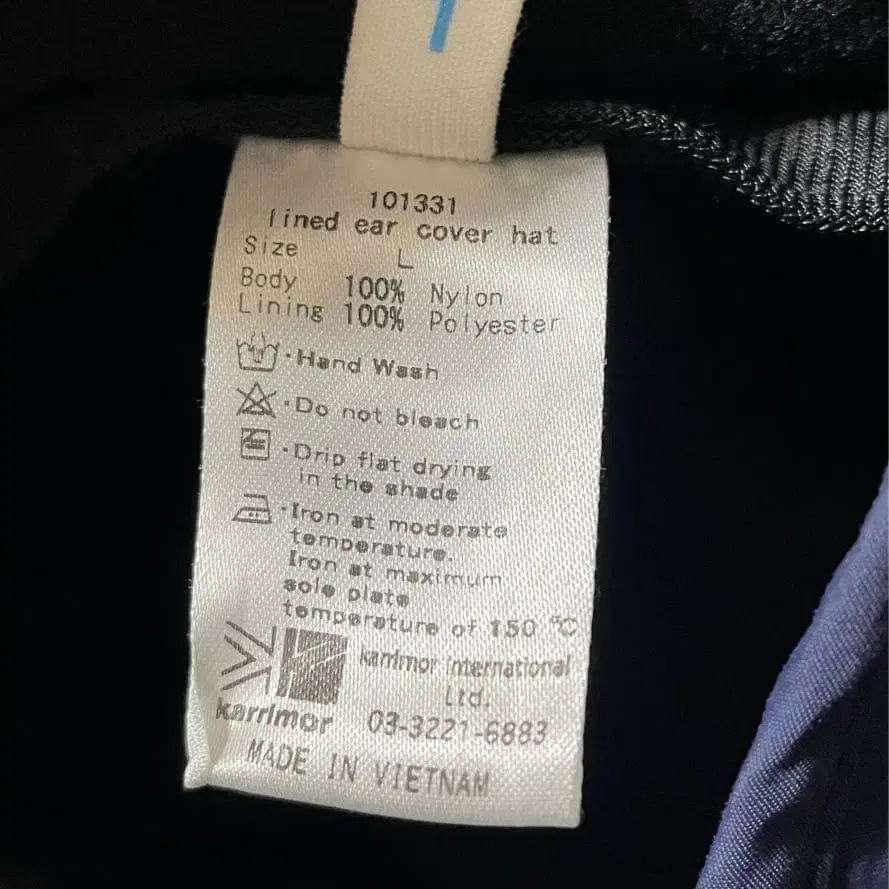 101331
lined ear cover hat
Size L
Body 100% Nylon
Lining 100% Polyester
·Hand Wash
·Do not bleach
·Drip flat drying
in the shade
·Iron at moderate
temperature.
Iron at maximum
sole plate
temperature of 150 ℃
karrimor international
Ltd.
karrimor 03-3221-6883
MADE IN VIETNAM